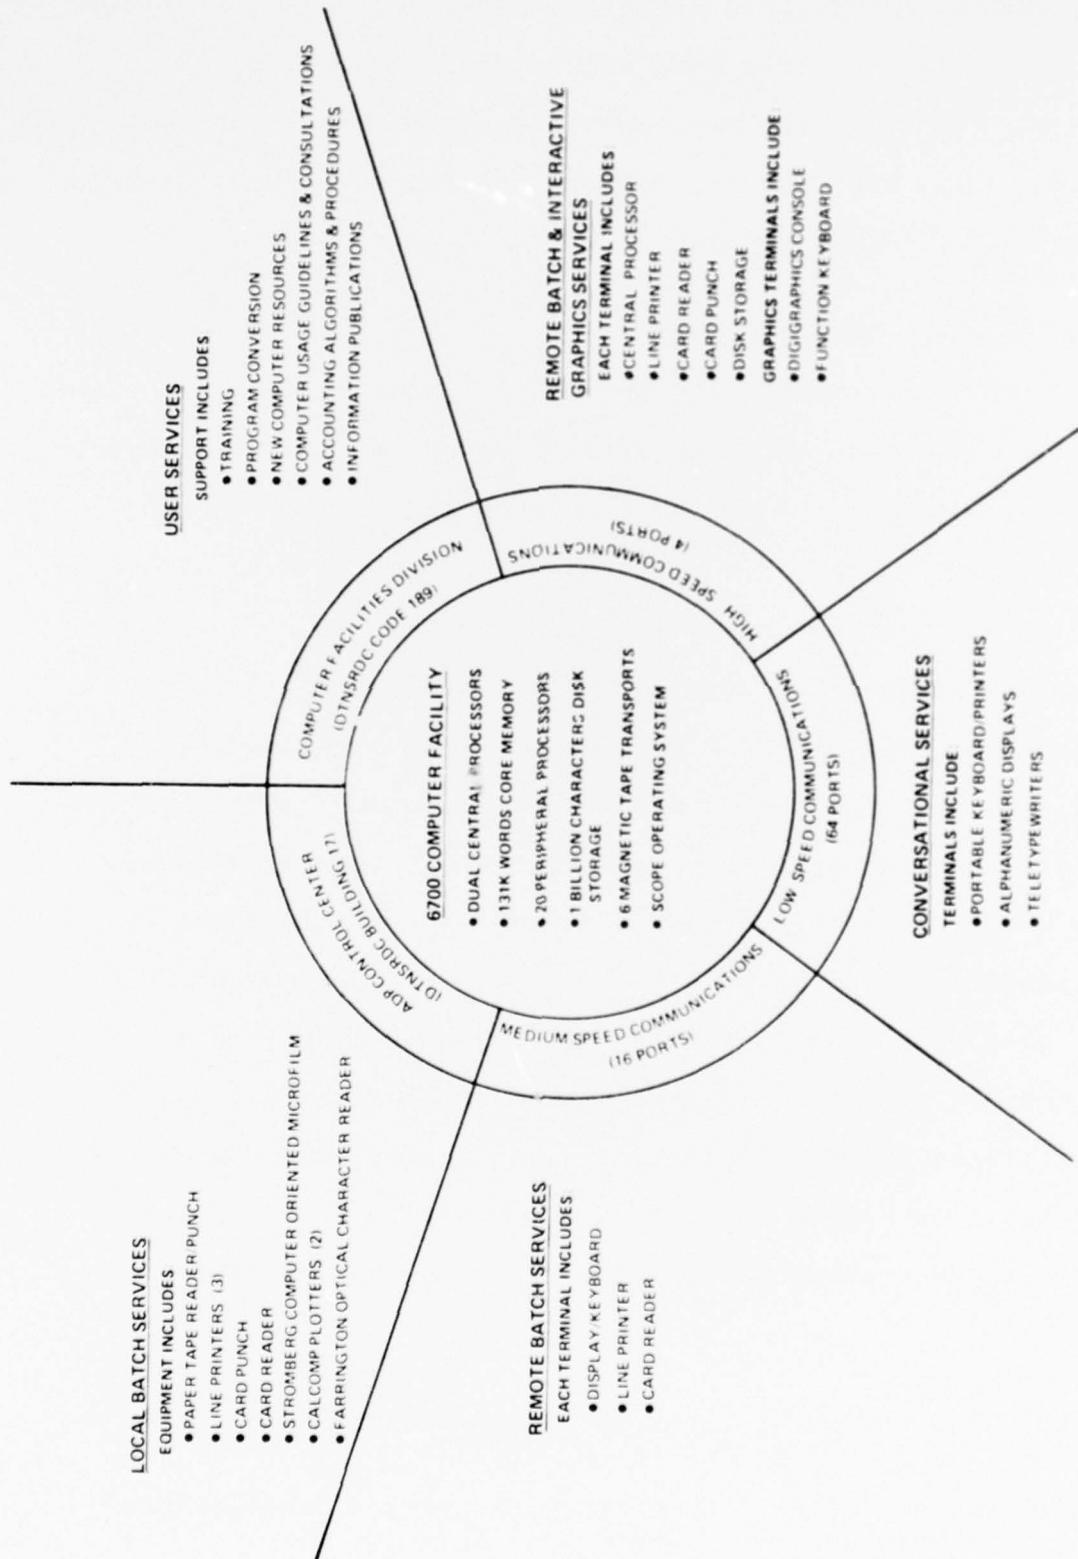 LOCAL BATCH SERVICES
EQUIPMENT INCLUDES
● PAPER TAPE READER/PUNCH
● LINE PRINTERS (3)
● CARD PUNCH
● CARD READER
● STROMBERG COMPUTER ORIENTED MICROFILM
● CALCOMP PLOTTERS (2)
● FARRINGTON OPTICAL CHARACTER READER
USER SERVICES
SUPPORT INCLUDES
● TRAINING
● PROGRAM CONVERSION
● NEW COMPUTER RESOURCES
● COMPUTER USAGE GUIDELINES & CONSULTATIONS
● ACCOUNTING ALGORITHMS & PROCEDURES
● INFORMATION PUBLICATIONS
ADP CONTROL CENTER
(DTNSRDC BUILDING 17)
COMPUTER FACILITIES DIVISION
(DTNSRDC CODE 189)
6700 COMPUTER FACILITY
● DUAL CENTRAL PROCESSORS
● 131K WORDS CORE MEMORY
● 20 PERIPHERAL PROCESSORS
● 1 BILLION CHARACTERS DISK
STORAGE
● 6 MAGNETIC TAPE TRANSPORTS
● SCOPE OPERATING SYSTEM
MEDIUM SPEED COMMUNICATIONS
(16 PORTS)
LOW SPEED COMMUNICATIONS
(64 PORTS)
HIGH SPEED COMMUNICATIONS
(4 PORTS)
REMOTE BATCH SERVICES
EACH TERMINAL INCLUDES
● DISPLAY/KEYBOARD
● LINE PRINTER
● CARD READER
REMOTE BATCH & INTERACTIVE
GRAPHICS SERVICES
EACH TERMINAL INCLUDES
● CENTRAL PROCESSOR
● LINE PRINTER
● CARD READER
● CARD PUNCH
● DISK STORAGE
GRAPHICS TERMINALS INCLUDE:
● DIGIGRAPHICS CONSOLE
● FUNCTION KEYBOARD
CONVERSATIONAL SERVICES
TERMINALS INCLUDE:
● PORTABLE KEYBOARD/PRINTERS
● ALPHANUMERIC DISPLAYS
● TELETYPEWRITERS